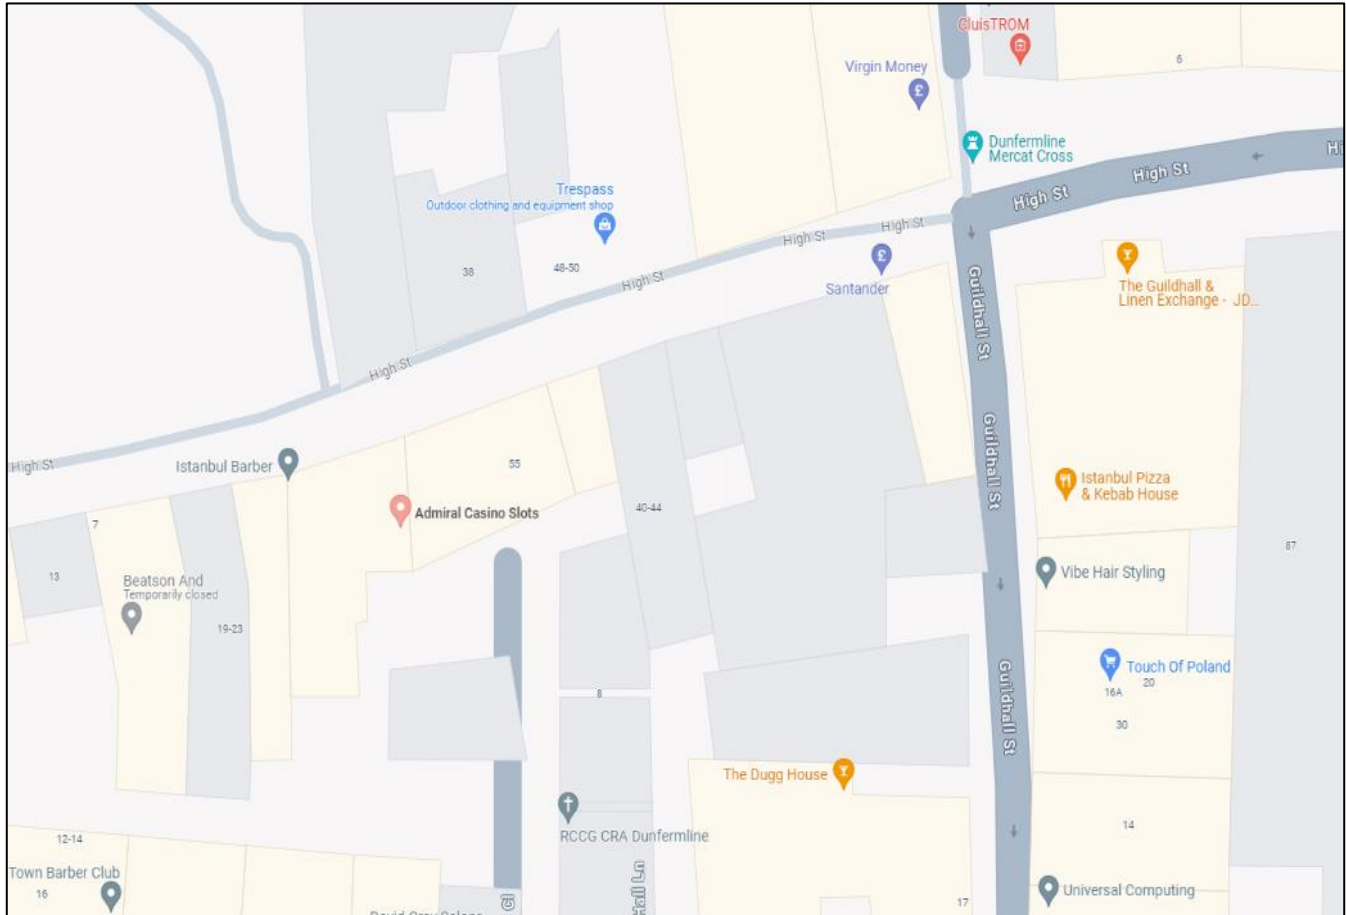 CluisTROM
6
Virgin Money
Dunfermline
Mercat Cross
High St
High St
Trespass
Outdoor clothing and equipment shop
High St
High St
38
48-50
High St
Santander
The Guildhall &
Linen Exchange - JD...
Guildhall St
High St
High St
Istanbul Barber
55
Guildhall St
Istanbul Pizza
& Kebab House
Admiral Casino Slots
40-44
7
87
13
Beatson And
Temporarily closed
Vibe Hair Styling
19-23
Touch Of Poland
16A
20
8
Guildhall St
30
The Dugg House
RCCG CRA Dunfermline
14
12-14
Town Barber Club
16
Hall Ln
Universal Computing
17